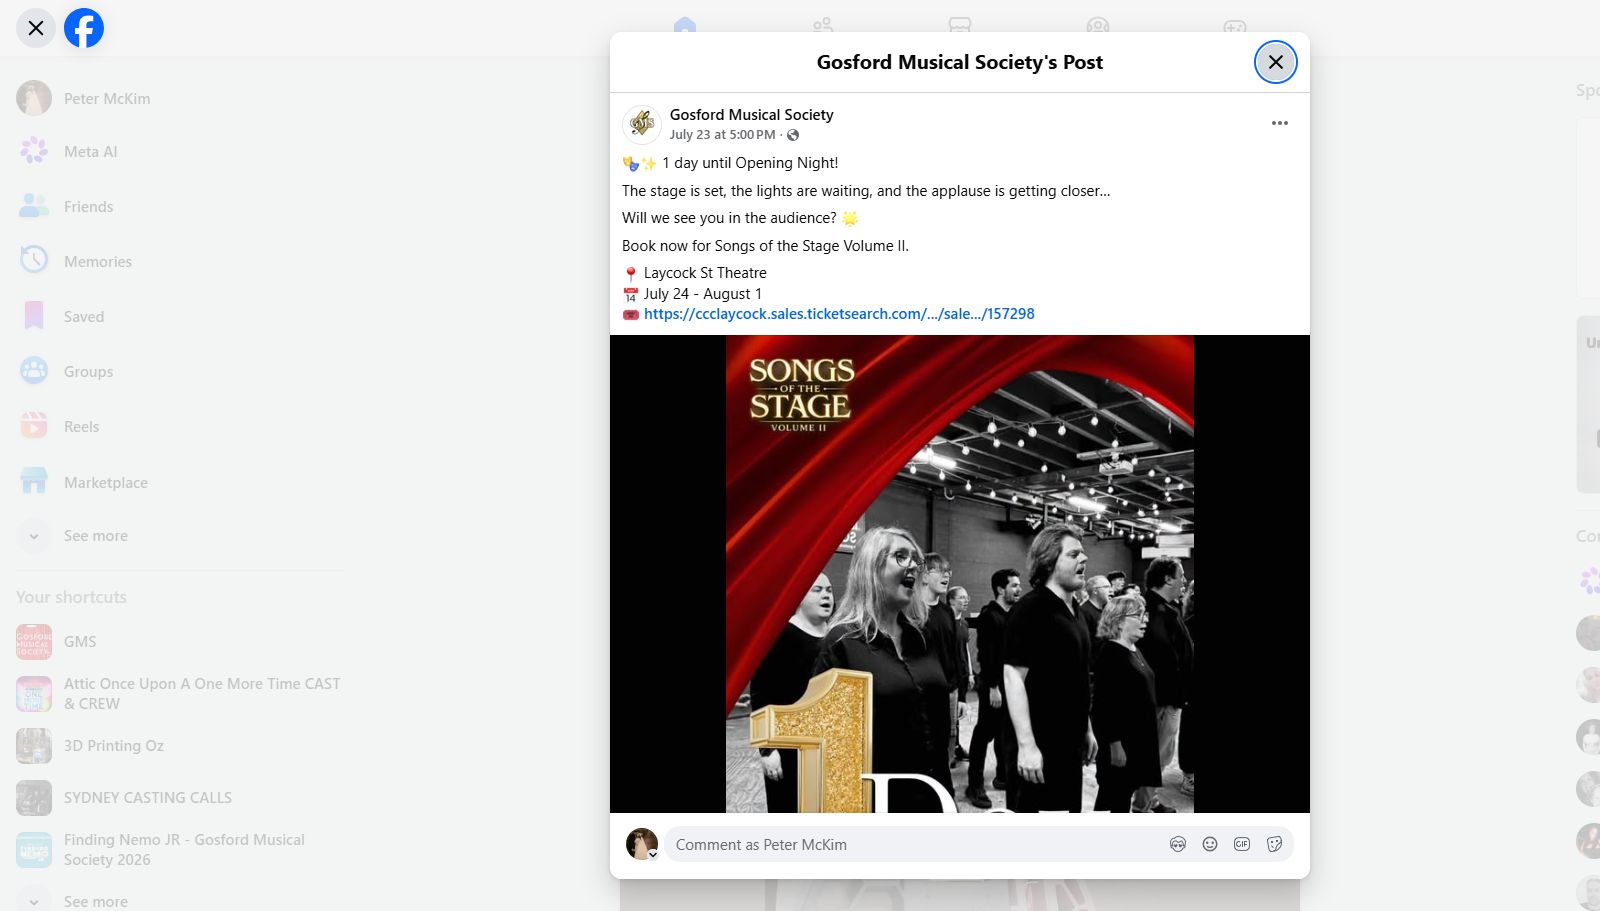 Gosford Musical Society's Post
Gosford Musical Society
July 23 at 5:00 PM ·
1 day until Opening Night!
The stage is set, the lights are waiting, and the applause is getting closer...
Will we see you in the audience?
Book now for Songs of the Stage Volume II.
Laycock St Theatre
July 24 - August 1
https://ccclaycock.sales.ticketsearch.com/.../sale.../157298
SONGS
OF THE
STAGE
VOLUME II
1
Comment as Peter McKim
GIF
Peter McKim
Meta AI
Friends
Memories
Saved
Groups
Reels
Marketplace
See more
Your shortcuts
GMS
Attic Once Upon A One More Time CAST
& CREW
3D Printing Oz
SYDNEY CASTING CALLS
Finding Nemo JR - Gosford Musical
Society 2026
See more